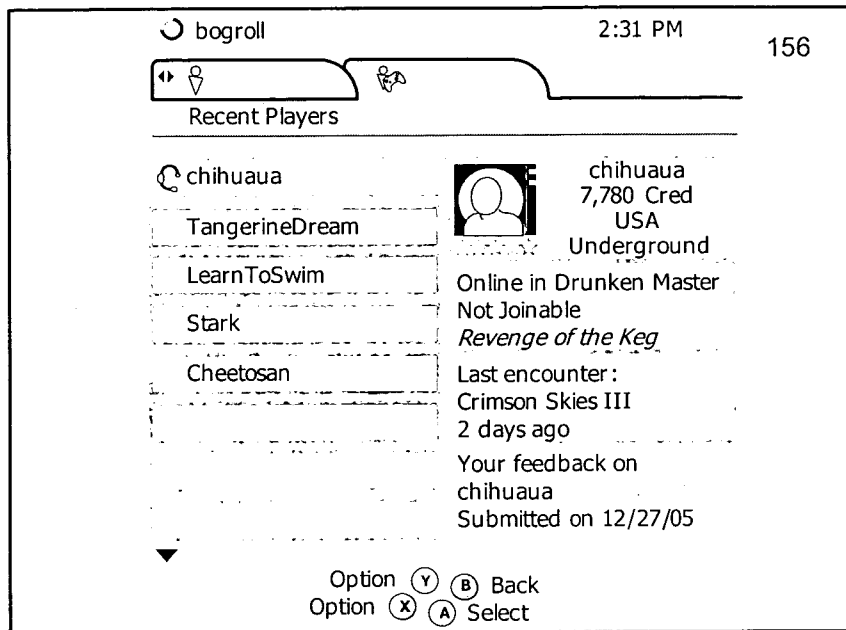 bogroll 2:31 PM
156
Recent Players
chihuaua
TangerineDream
LearnToSwim
Stark
Cheetosan
chihuaua
7,780 Cred
USA
Underground
Online in Drunken Master
Not Joinable
Revenge of the Keg
Last encounter:
Crimson Skies III
2 days ago
Your feedback on
chihuaua
Submitted on 12/27/05
Option Y B Back
Option X A Select